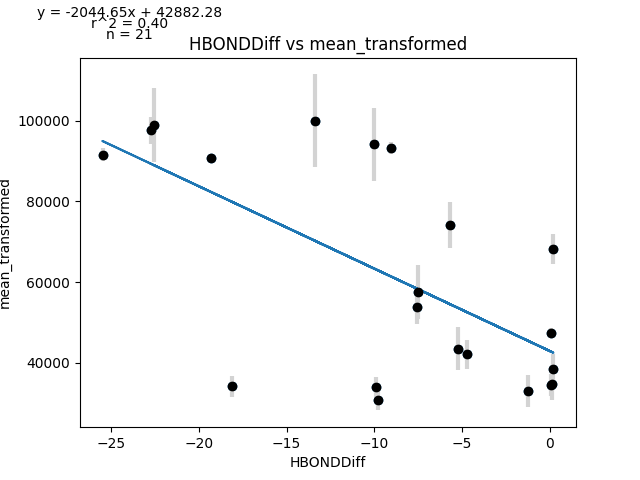 y = -2044.65x + 42882.28
r^2 = 0.40
n = 21
HBONDDiff vs mean_transformed
100000
80000
60000
40000
mean_transformed
−25
−20
−15
−10
−5
0
HBONDDiff